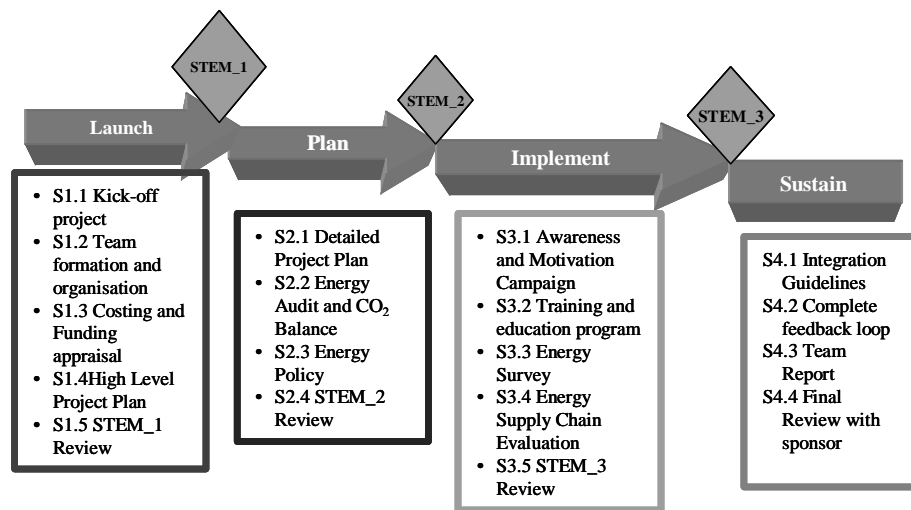 STEM_1
STEM_2
STEM_3
Launch
Plan
Implement
Sustain
• S1.1 Kick-off
project
• S1.2 Team
formation and
organisation
• S1.3 Costing and
Funding
appraisal
• S1.4High Level
Project Plan
• S1.5 STEM_1
Review
• S2.1 Detailed
Project Plan
• S2.2 Energy
Audit and CO₂
Balance
• S2.3 Energy
Policy
• S2.4 STEM_2
Review
• S3.1 Awareness
and Motivation
Campaign
• S3.2 Training and
education program
• S3.3 Energy
Survey
• S3.4 Energy
Supply Chain
Evaluation
• S3.5 STEM_3
Review
S4.1 Integration
Guidelines
S4.2 Complete
feedback loop
S4.3 Team
Report
S4.4 Final
Review with
sponsor